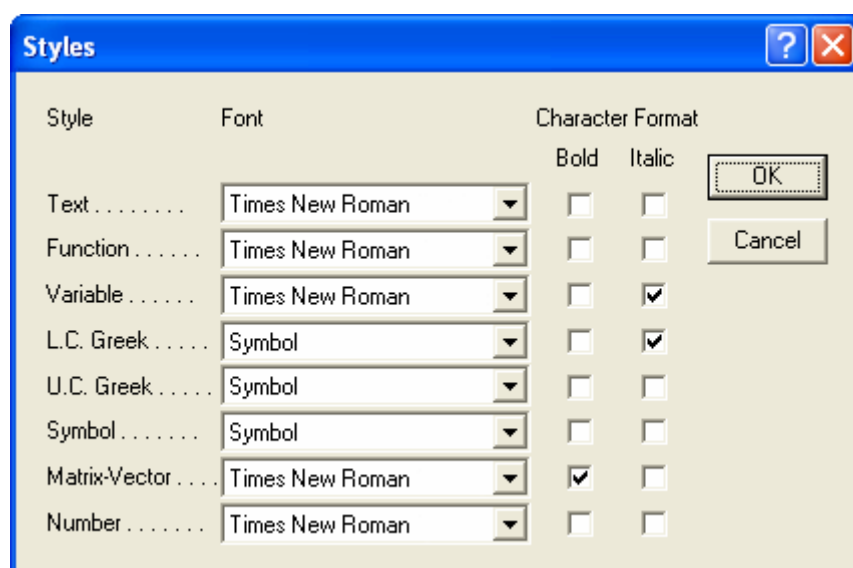 Styles
Style Font Character Format
Bold Italic
OK
Text . . . . . . . . Times New Roman
Function . . . . . . Times New Roman
Cancel
Variable . . . . . . Times New Roman
L.C. Greek . . . . . Symbol
U.C. Greek . . . . . Symbol
Symbol . . . . . . . Symbol
Matrix-Vector . . . . Times New Roman
Number . . . . . . . Times New Roman